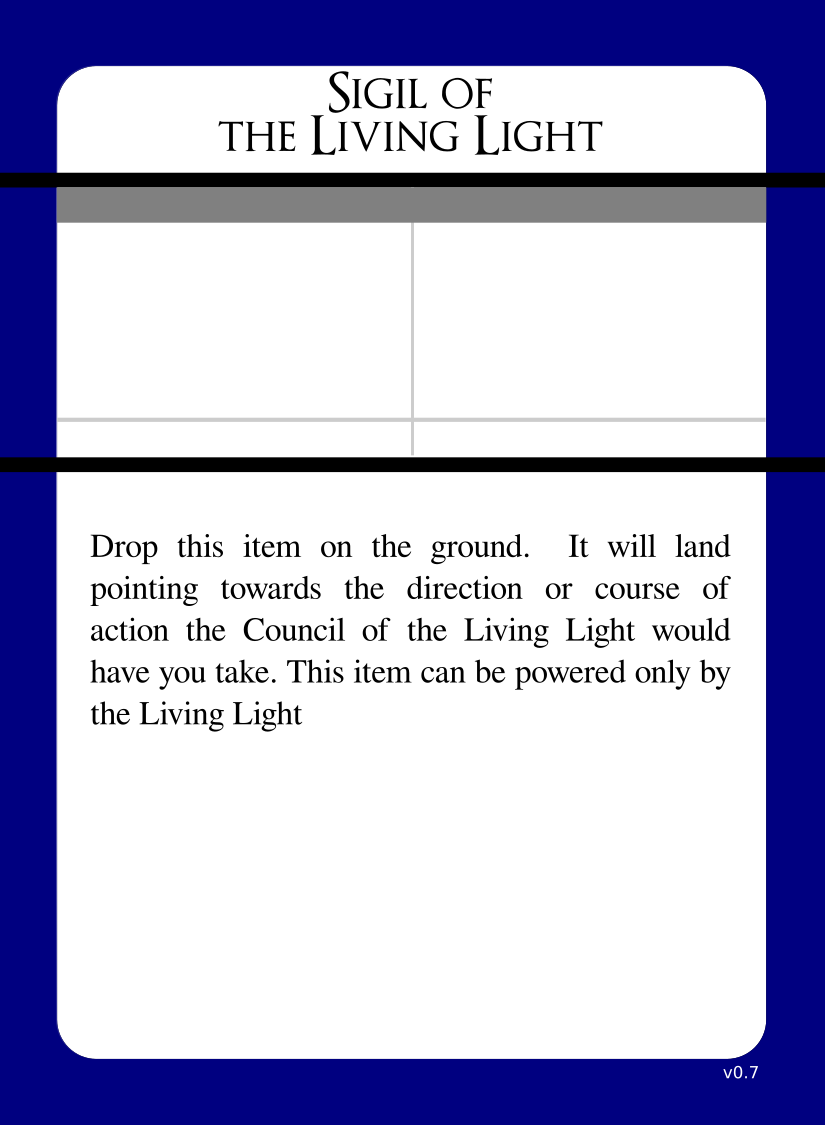 Sigil of
the Living Light
Drop this item on the ground.  It will land
pointing towards the direction or course of
action the Council of the Living Light would
have you take. This item can be powered only by
the Living Light
v0.7